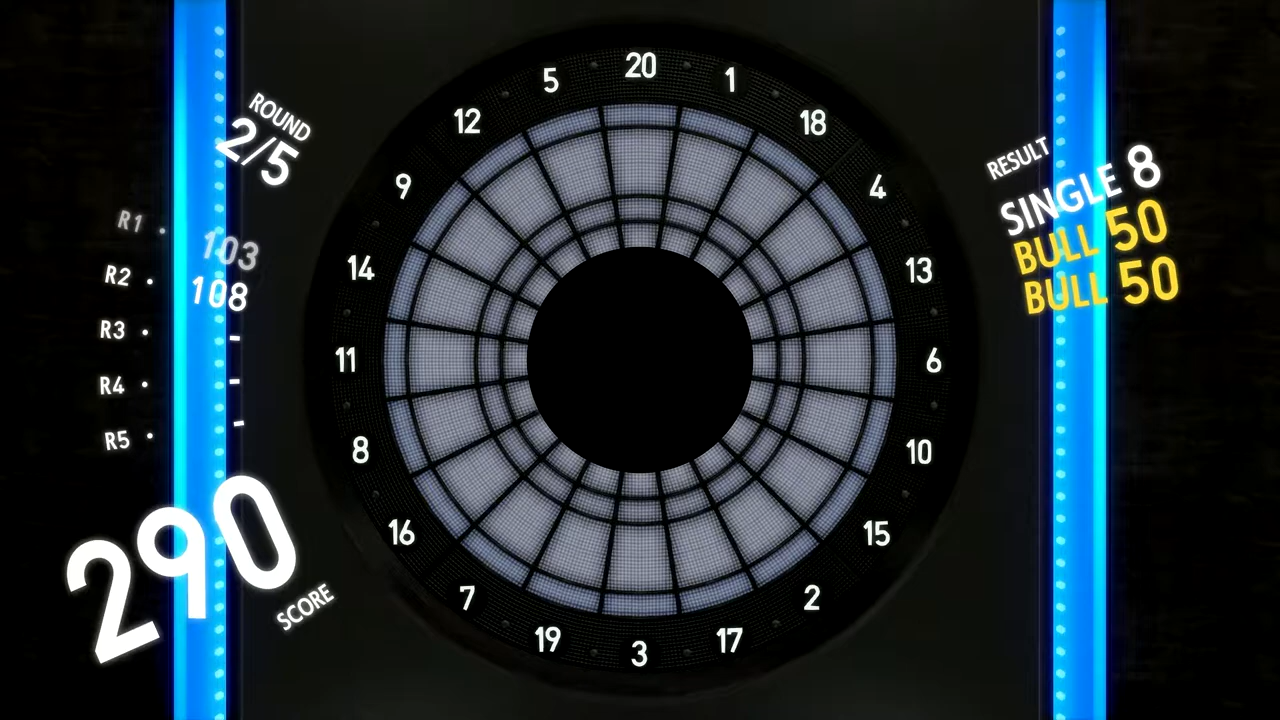 ROUND
2/5
R1 · 103
R2 · 108
R3 · -
R4 · -
R5 · -
290
SCORE
20
1
18
4
13
6
10
15
2
17
3
19
7
16
8
11
14
9
12
5
RESULT
SINGLE 8
BULL 50
BULL 50